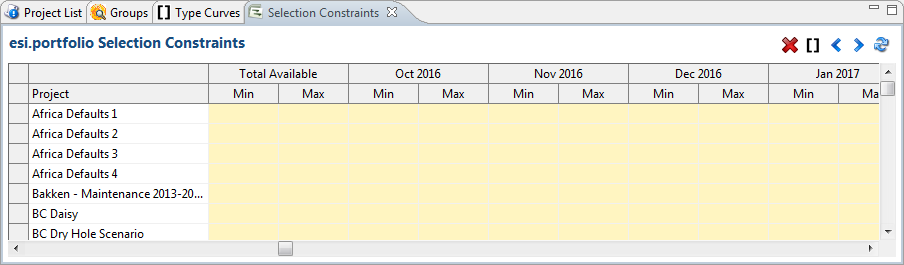 Project List Groups [] Type Curves Selection Constraints
esi.portfolio Selection Constraints
[]
Total Available Oct 2016 Nov 2016 Dec 2016 Jan 2017
Project Min Max Min Max Min Max Min Max Min Ma
Africa Defaults 1
Africa Defaults 2
Africa Defaults 3
Africa Defaults 4
Bakken - Maintenance 2013-20...
BC Daisy
BC Dry Hole Scenario